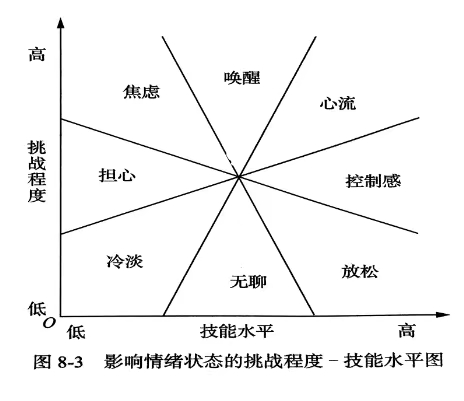 高
焦虑
唤醒
心流
挑战程度
担心
控制感
冷淡
无聊
放松
低
O
低
技能水平
高
图 8-3 影响情绪状态的挑战程度－技能水平图